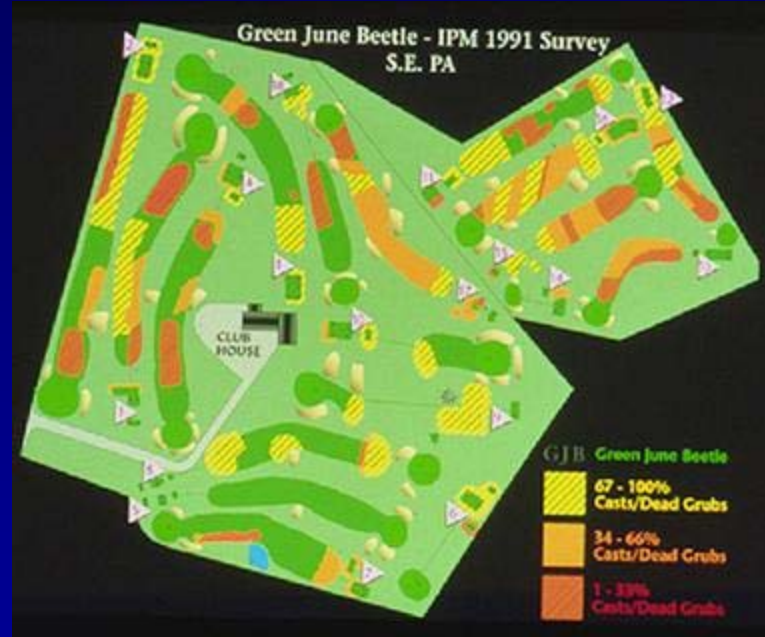 Green June Beetle - IPM 1991 Survey
S.E. PA
CLUB
HOUSE
GJB Green June Beetle
67 - 100%
Casts/Dead Grubs
34 - 66%
Casts/Dead Grubs
1 - 33%
Casts/Dead Grubs